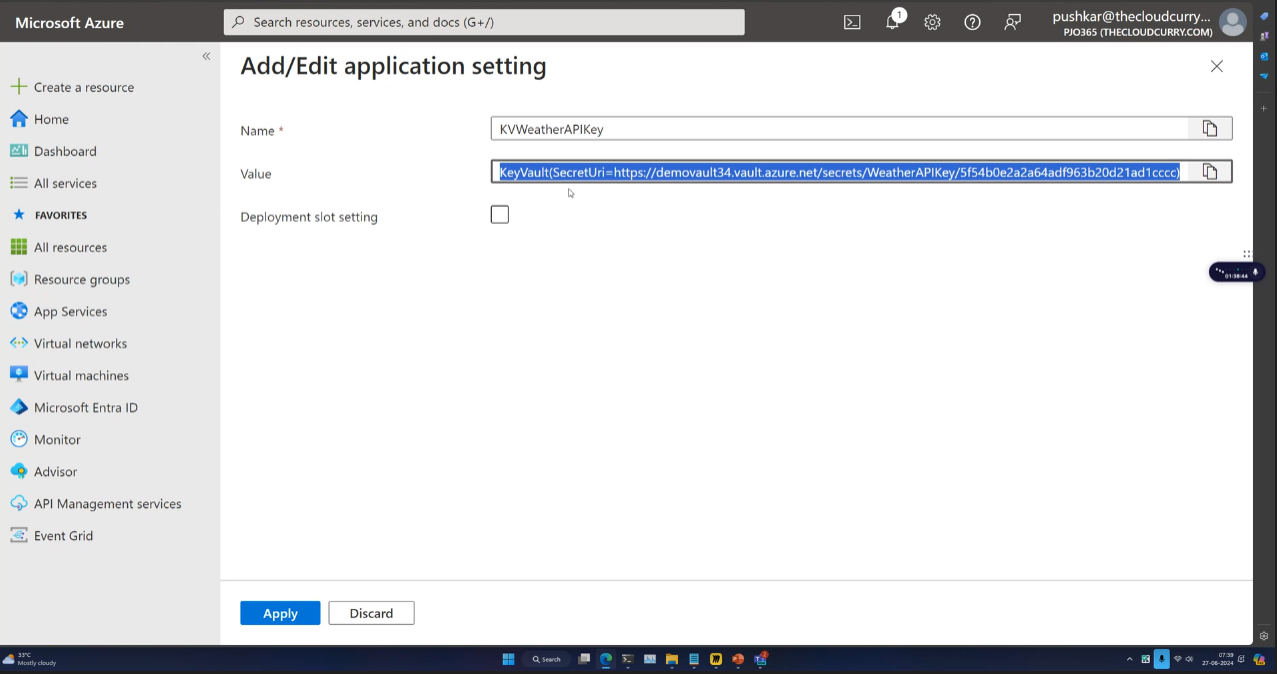 Microsoft Azure
Search resources, services, and docs (G+/)
1
pushkar@thecloudcurry...
PJO365 (THECLOUDCURRY.COM)
Create a resource
Home
Dashboard
All services
FAVORITES
All resources
Resource groups
App Services
Virtual networks
Virtual machines
Microsoft Entra ID
Monitor
Advisor
API Management services
Event Grid
Add/Edit application setting
Name *
KVWeatherAPIKey
Value
KeyVault(SecretUri=https://demovault34.vault.azure.net/secrets/WeatherAPIKey/5f54b0e2a2a64adf963b20d21ad1cccc)
Deployment slot setting
01:38:44
Apply
Discard
33°C
Mostly cloudy
Search
07:39
27-06-2024